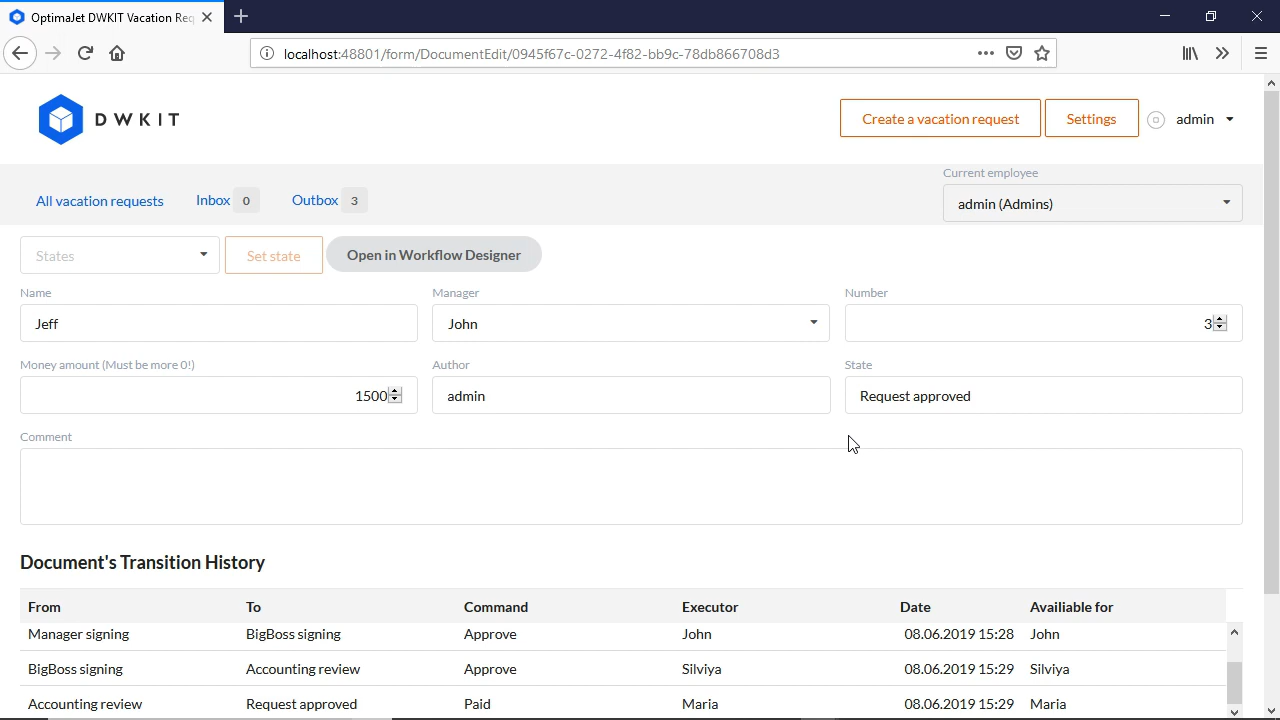 OptimaJet DWKIT Vacation Req
localhost:48801/form/DocumentEdit/0945f67c-0272-4f82-bb9c-78db866708d3
DWKIT
Create a vacation request
Settings
admin
All vacation requests
Inbox 0
Outbox 3
Current employee
admin (Admins)
States
Set state
Open in Workflow Designer
Name
Manager
Number
Jeff
John
3
Money amount (Must be more 0!)
Author
State
1500
admin
Request approved
Comment
Document's Transition History
From To Command Executor Date Availiable for
Manager signing BigBoss signing Approve John 08.06.2019 15:28 John
BigBoss signing Accounting review Approve Silviya 08.06.2019 15:29 Silviya
Accounting review Request approved Paid Maria 08.06.2019 15:29 Maria